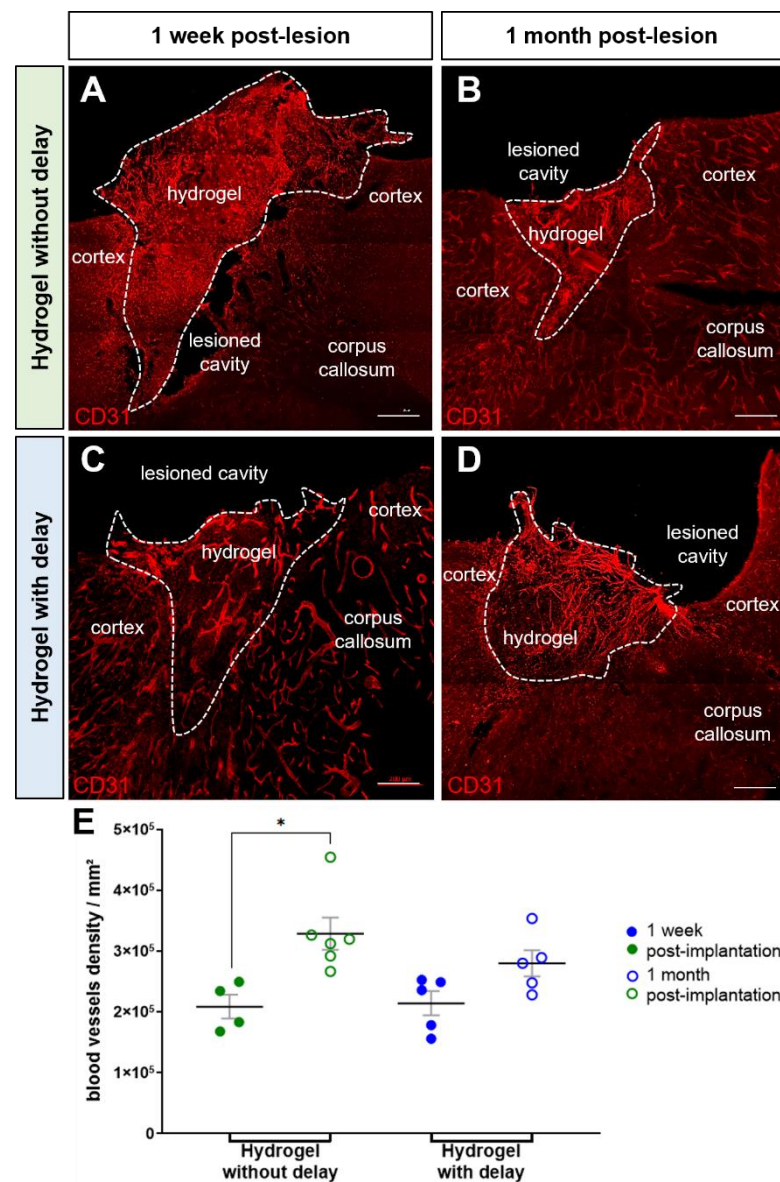 1 week post-lesion
1 month post-lesion
Hydrogel without delay
A
hydrogel
cortex
cortex
lesioned
cavity
corpus
callosum
CD31
B
lesioned
cavity
cortex
hydrogel
cortex
corpus
callosum
CD31
Hydrogel with delay
C
lesioned cavity
cortex
hydrogel
cortex
corpus
callosum
CD31
200 µm
D
lesioned
cavity
cortex
cortex
hydrogel
corpus
callosum
CD31
E
blood vessels density / mm²
5×10⁵
4×10⁵
3×10⁵
2×10⁵
1×10⁵
0
*
1 week
post-implantation
1 month
post-implantation
Hydrogel
without delay
Hydrogel
with delay